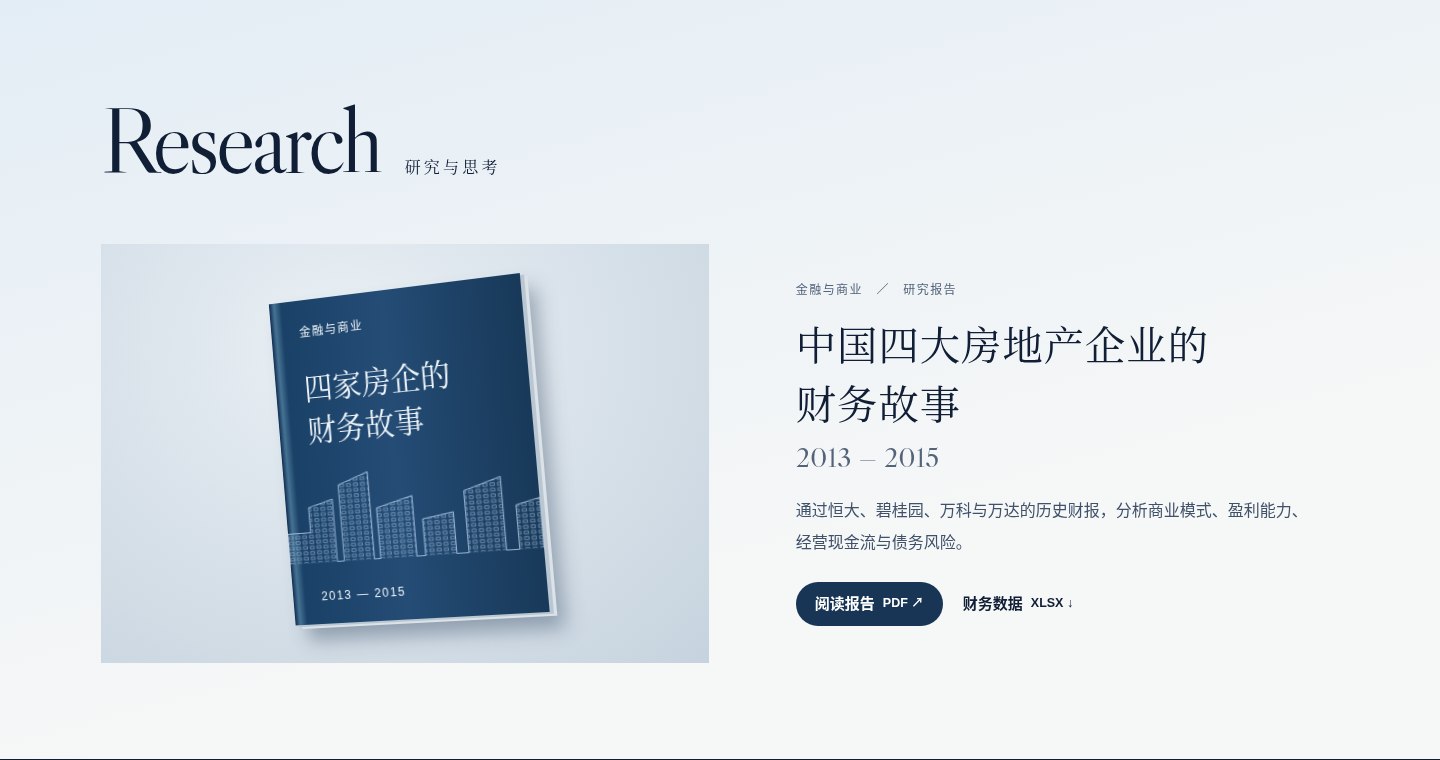 Research 研究与思考
金融与商业
四家房企的
财务故事
2013 — 2015
金融与商业 ／ 研究报告
中国四大房地产企业的
财务故事
2013 — 2015
通过恒大、碧桂园、万科与万达的历史财报，分析商业模式、盈利能力、
经营现金流与债务风险。
阅读报告 PDF ↗ 财务数据 XLSX ↓